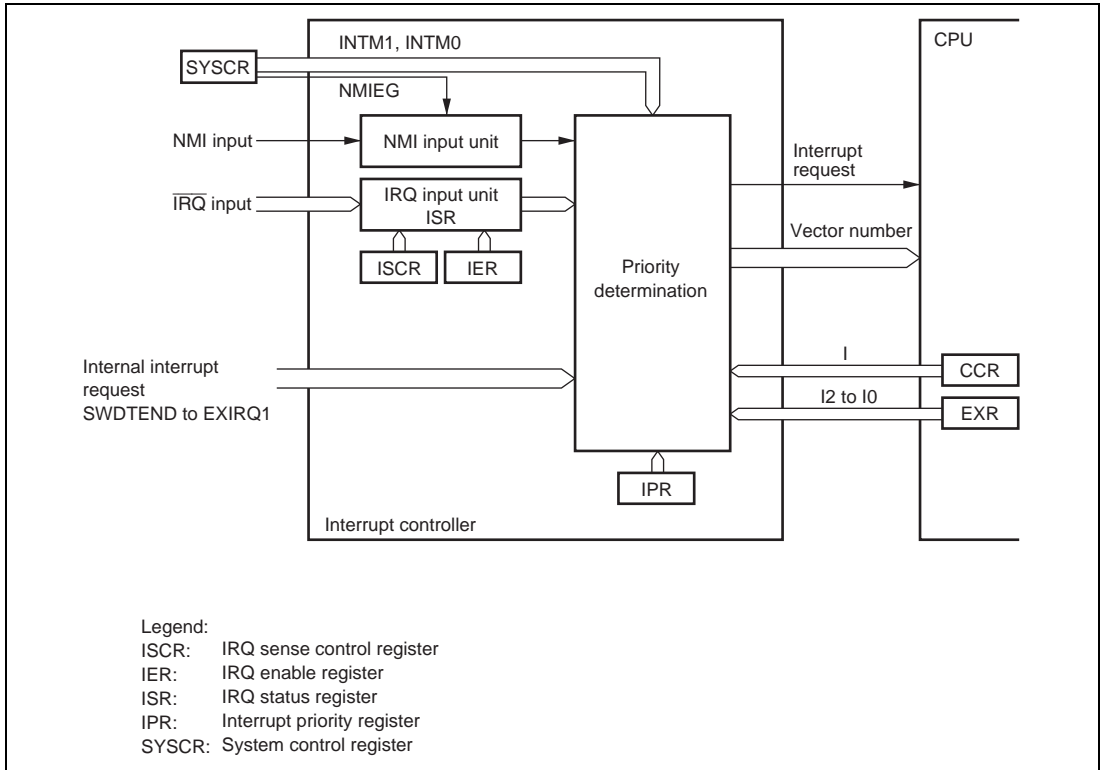 INTM1, INTM0
CPU
SYSCR
NMIEG
NMI input
NMI input unit
Interrupt
request
IRQ input
IRQ input unit
ISR
Vector number
ISCR
IER
Priority
determination
Internal interrupt
request
SWDTEND to EXIRQ1
I
CCR
I2 to I0
EXR
IPR
Interrupt controller
Legend:
ISCR: IRQ sense control register
IER: IRQ enable register
ISR: IRQ status register
IPR: Interrupt priority register
SYSCR: System control register